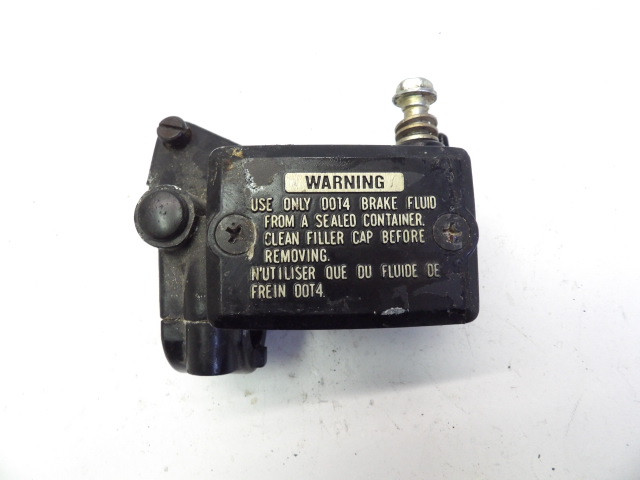 WARNING
USE ONLY DOT4 BRAKE FLUID
FROM A SEALED CONTAINER.
CLEAN FILLER CAP BEFORE
REMOVING.
N'UTILISER QUE DU FLUIDE DE
FREIN DOT4.